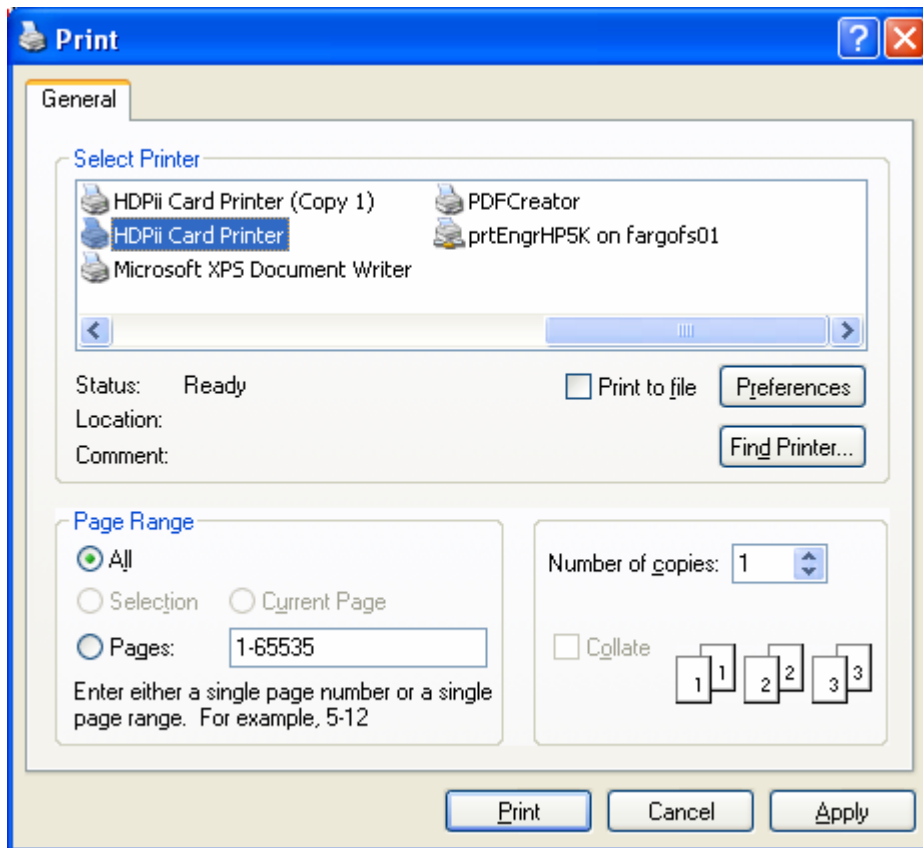 Print
General
Select Printer
HDPii Card Printer (Copy 1)
HDPii Card Printer
Microsoft XPS Document Writer
PDFCreator
prtEngrHP5K on fargofs01
Status: Ready
Print to file
Preferences
Location:
Comment:
Find Printer...
Page Range
All
Selection
Current Page
Pages: 1-65535
Enter either a single page number or a single
page range. For example, 5-12
Number of copies: 1
Collate
1 1 2 2 3 3
Print
Cancel
Apply